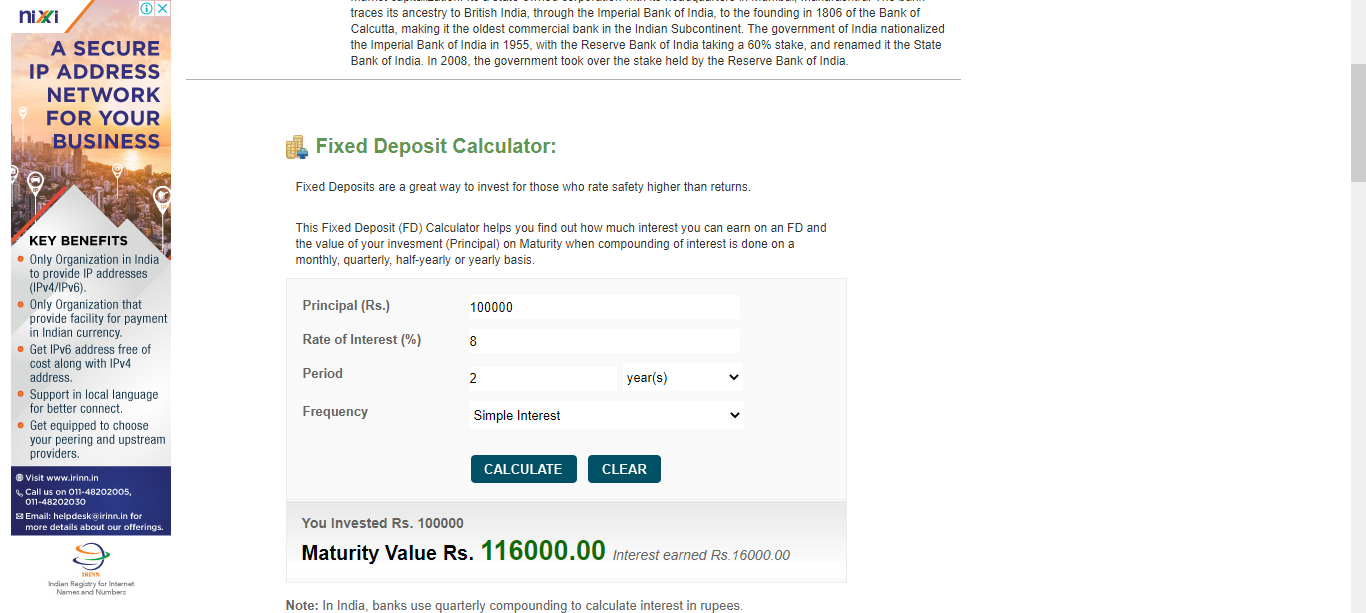 nixi
A SECURE
IP ADDRESS
NETWORK
FOR YOUR
BUSINESS
IP
KEY BENEFITS
Only Organization in India
to provide IP addresses
(IPv4/IPv6).
Only Organization that
provide facility for payment
in Indian currency.
Get IPv6 address free of
cost along with IPv4
address.
Support in local language
for better connect.
Get equipped to choose
your peering and upstream
providers.
Visit www.irinn.in
Call us on 011-48202005,
011-48202030
Email: helpdesk@irinn.in for
more details about our offerings.
IRINN
Indian Registry for Internet
Names and Numbers
traces its ancestry to British India, through the Imperial Bank of India, to the founding in 1806 of the Bank of
Calcutta, making it the oldest commercial bank in the Indian Subcontinent. The government of India nationalized
the Imperial Bank of India in 1955, with the Reserve Bank of India taking a 60% stake, and renamed it the State
Bank of India. In 2008, the government took over the stake held by the Reserve Bank of India.
Fixed Deposit Calculator:
Fixed Deposits are a great way to invest for those who rate safety higher than returns.
This Fixed Deposit (FD) Calculator helps you find out how much interest you can earn on an FD and
the value of your invesment (Principal) on Maturity when compounding of interest is done on a
monthly, quarterly, half-yearly or yearly basis.
Principal (Rs.) 100000
Rate of Interest (%) 8
Period 2 year(s)
Frequency Simple Interest
CALCULATE CLEAR
You Invested Rs. 100000
Maturity Value Rs. 116000.00 Interest earned Rs.16000.00
Note: In India, banks use quarterly compounding to calculate interest in rupees.